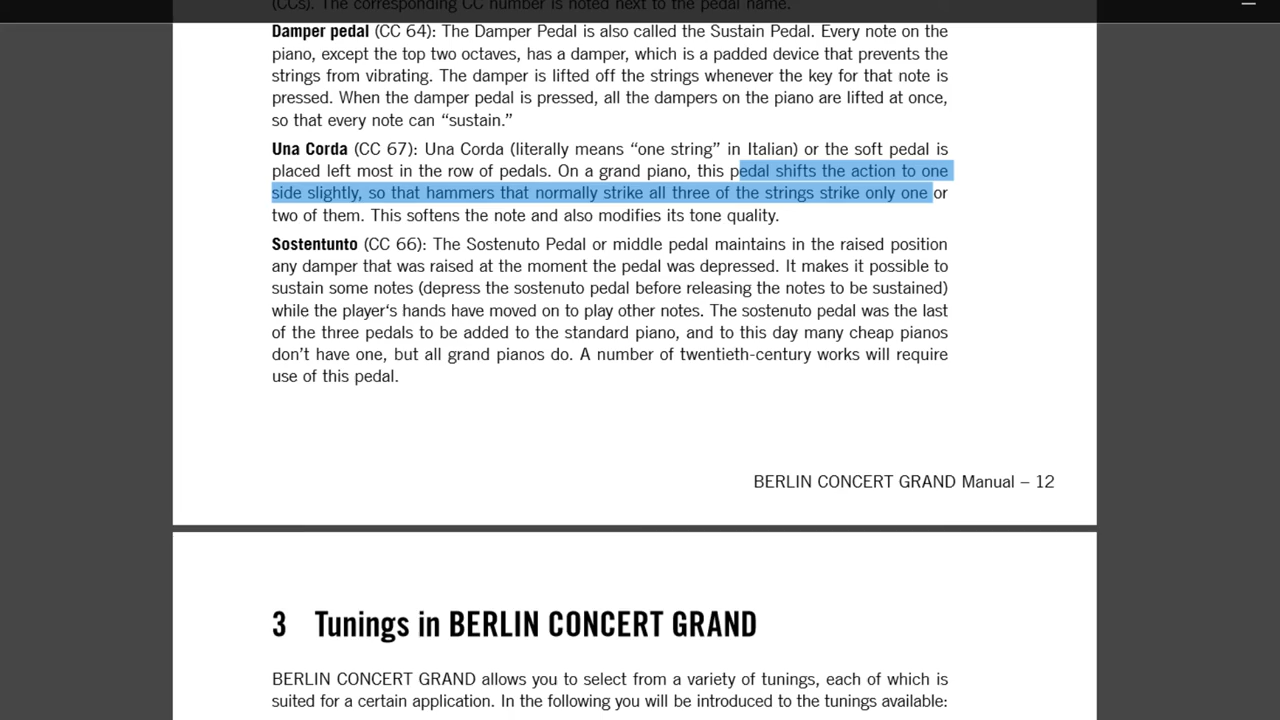 (CCs). The corresponding CC number is noted next to the pedal name.
Damper pedal (CC 64): The Damper Pedal is also called the Sustain Pedal. Every note on the
piano, except the top two octaves, has a damper, which is a padded device that prevents the
strings from vibrating. The damper is lifted off the strings whenever the key for that note is
pressed. When the damper pedal is pressed, all the dampers on the piano are lifted at once,
so that every note can “sustain.”
Una Corda (CC 67): Una Corda (literally means “one string” in Italian) or the soft pedal is
placed left most in the row of pedals. On a grand piano, this pedal shifts the action to one
side slightly, so that hammers that normally strike all three of the strings strike only one or
two of them. This softens the note and also modifies its tone quality.
Sostentunto (CC 66): The Sostenuto Pedal or middle pedal maintains in the raised position
any damper that was raised at the moment the pedal was depressed. It makes it possible to
sustain some notes (depress the sostenuto pedal before releasing the notes to be sustained)
while the player‘s hands have moved on to play other notes. The sostenuto pedal was the last
of the three pedals to be added to the standard piano, and to this day many cheap pianos
don’t have one, but all grand pianos do. A number of twentieth-century works will require
use of this pedal.
BERLIN CONCERT GRAND Manual – 12
3 Tunings in BERLIN CONCERT GRAND
BERLIN CONCERT GRAND allows you to select from a variety of tunings, each of which is
suited for a certain application. In the following you will be introduced to the tunings available: